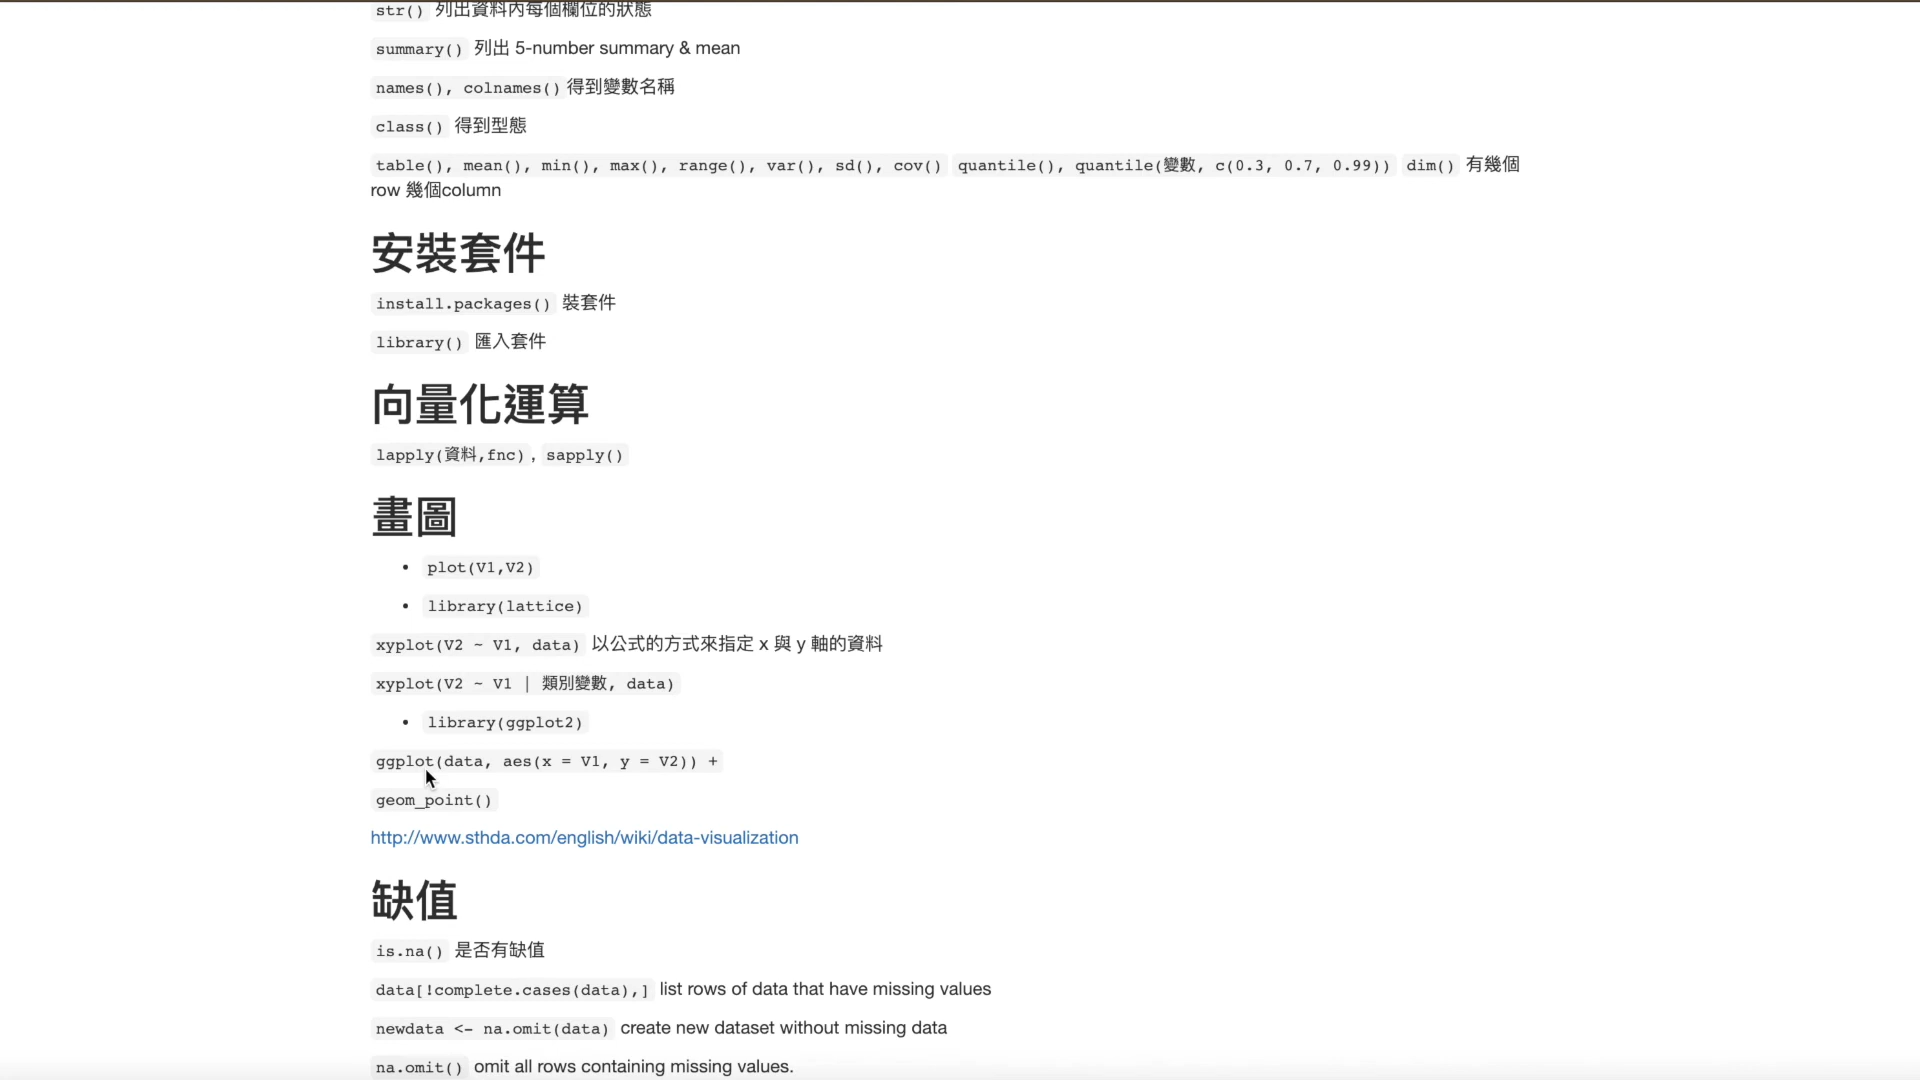 str() 列出資料內每個欄位的狀態
summary() 列出 5-number summary & mean
names(), colnames()得到變數名稱
class() 得到型態
table(), mean(), min(), max(), range(), var(), sd(), cov() quantile(), quantile(變數, c(0.3, 0.7, 0.99)) dim() 有幾個
row 幾個column
安裝套件
install.packages() 裝套件
library() 匯入套件
向量化運算
lapply(資料,fnc), sapply()
畫圖
• plot(V1,V2)
• library(lattice)
xyplot(V2 ~ V1, data) 以公式的方式來指定 x 與 y 軸的資料
xyplot(V2 ~ V1 | 類別變數, data)
• library(ggplot2)
ggplot(data, aes(x = V1, y = V2)) +
geom_point()
http://www.sthda.com/english/wiki/data-visualization
缺值
is.na() 是否有缺值
data[!complete.cases(data),] list rows of data that have missing values
newdata <- na.omit(data) create new dataset without missing data
na.omit() omit all rows containing missing values.